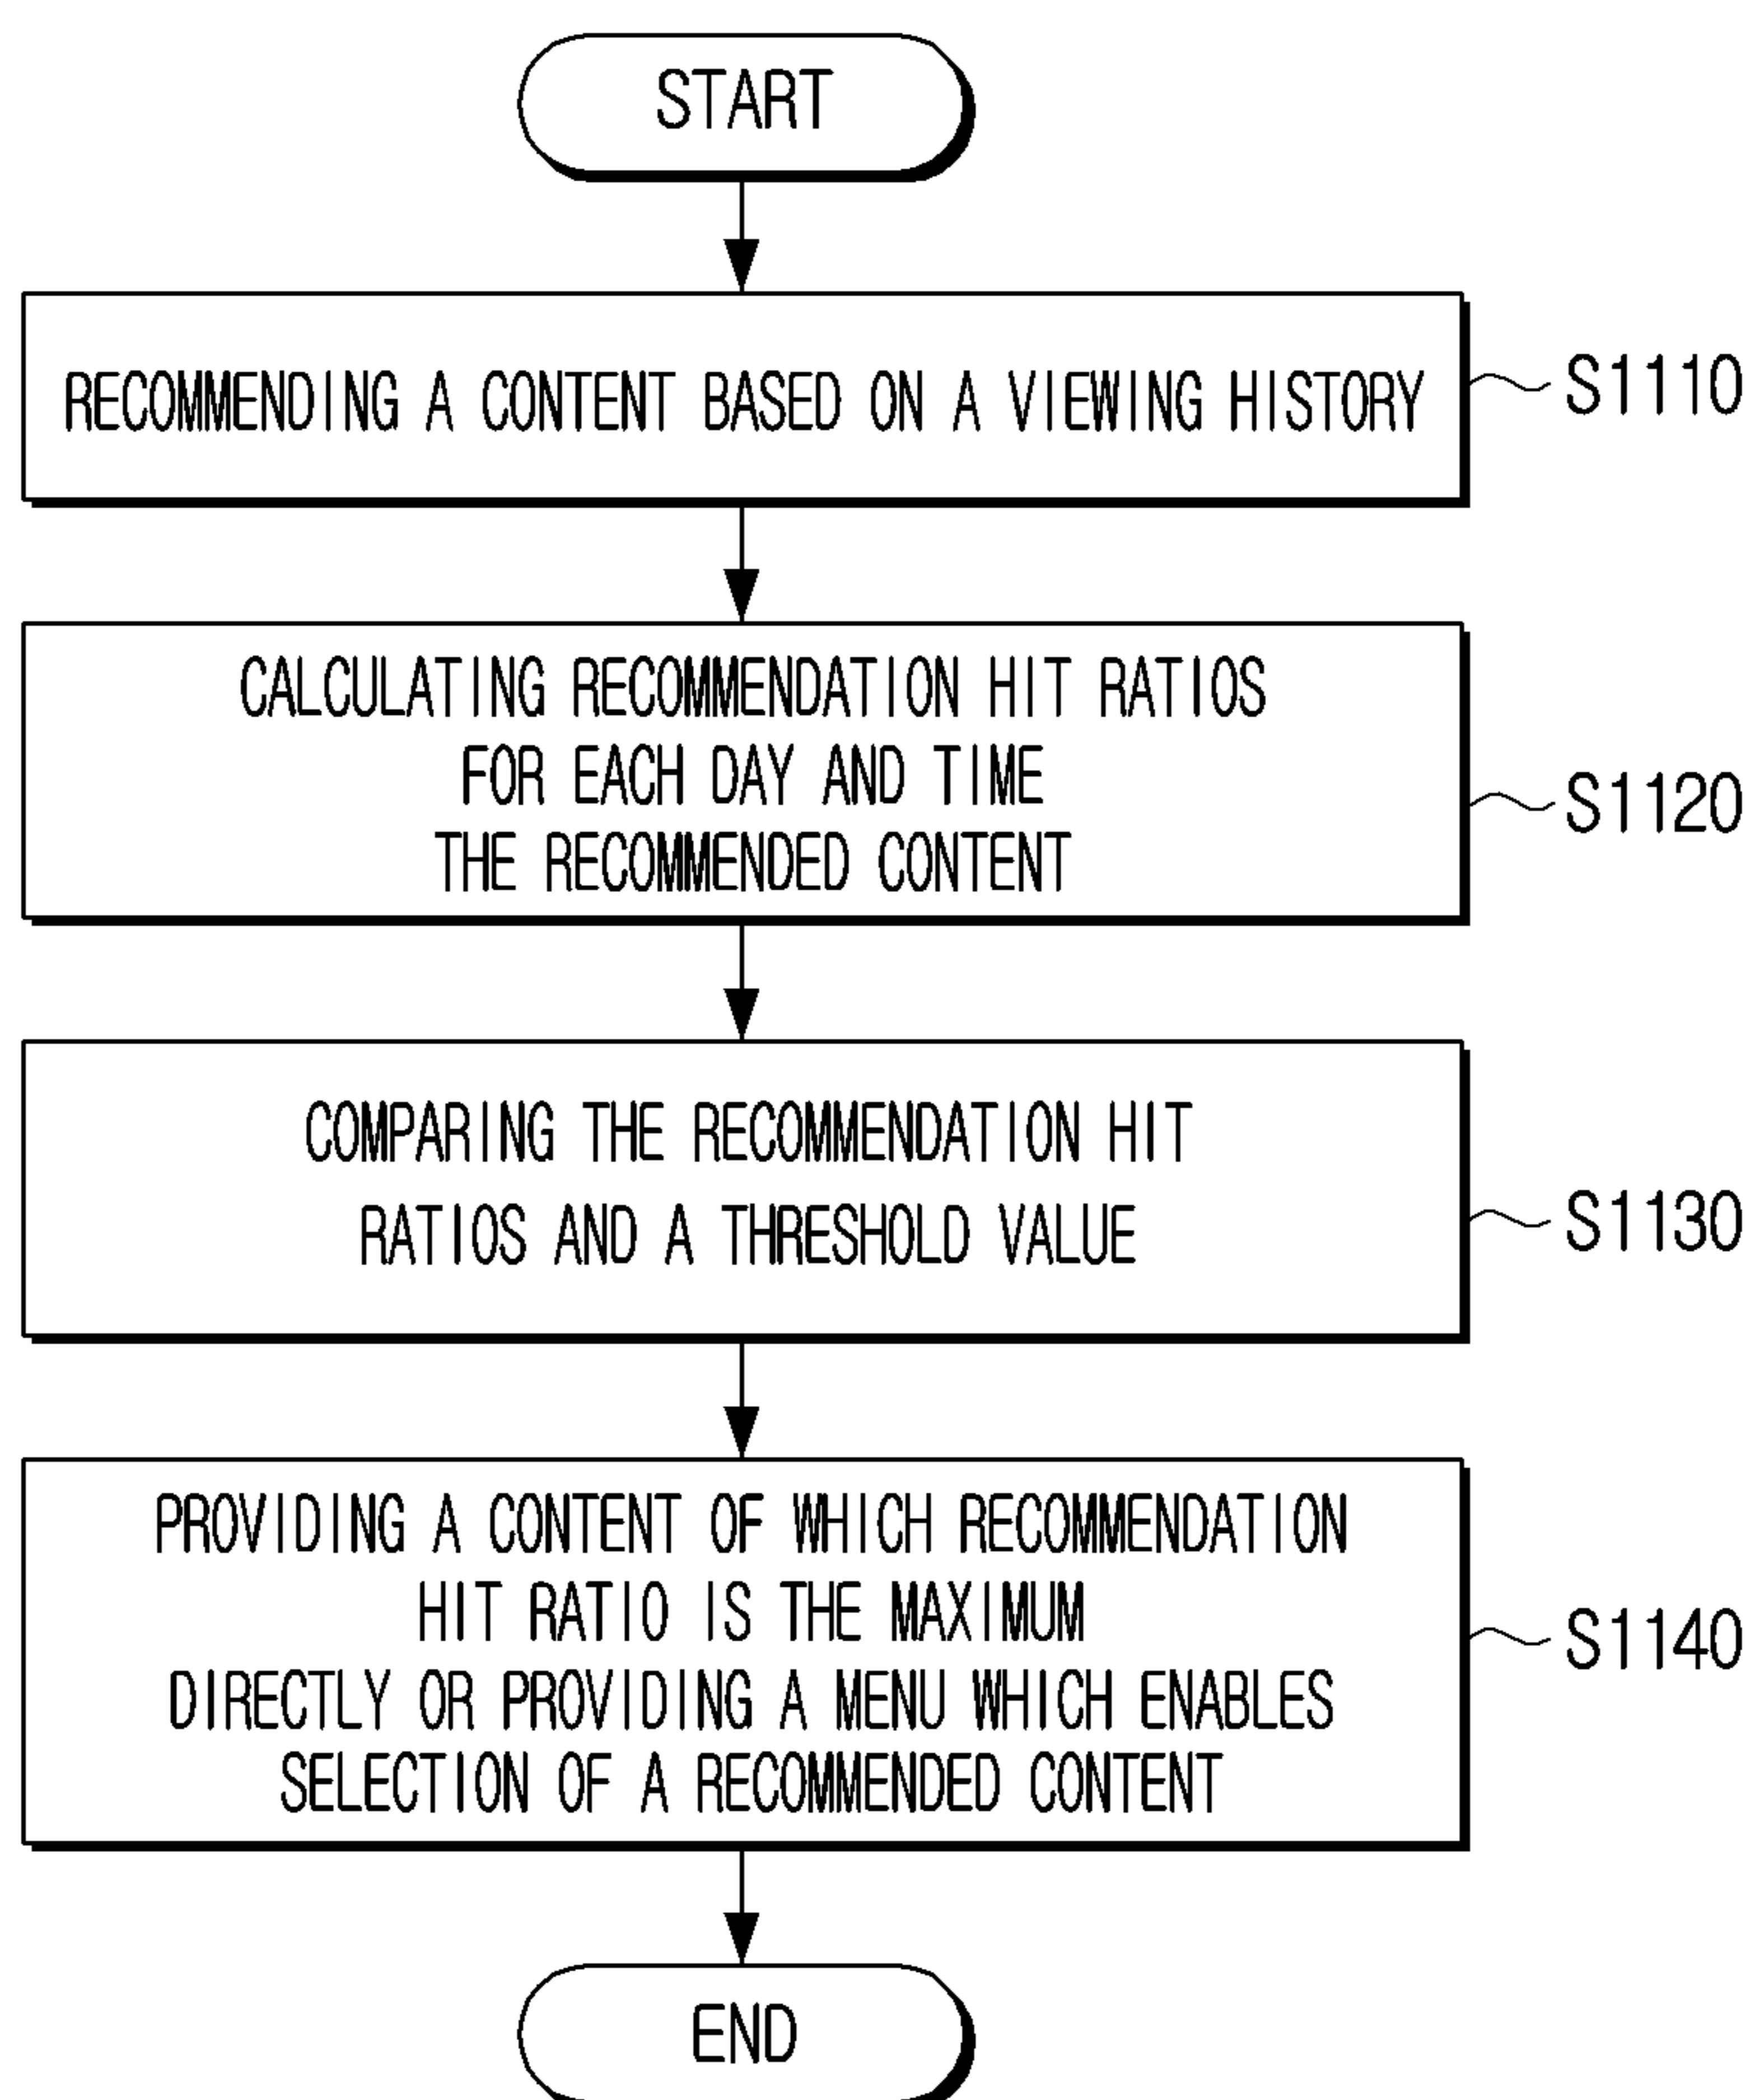 START
RECOMMENDING A CONTENT BASED ON A VIEWING HISTORY
S1110
CALCULATING RECOMMENDATION HIT RATIOS
FOR EACH DAY AND TIME
THE RECOMMENDED CONTENT
S1120
COMPARING THE RECOMMENDATION HIT
RATIOS AND A THRESHOLD VALUE
S1130
PROVIDING A CONTENT OF WHICH RECOMMENDATION
HIT RATIO IS THE MAXIMUM
DIRECTLY OR PROVIDING A MENU WHICH ENABLES
SELECTION OF A RECOMMENDED CONTENT
S1140
END